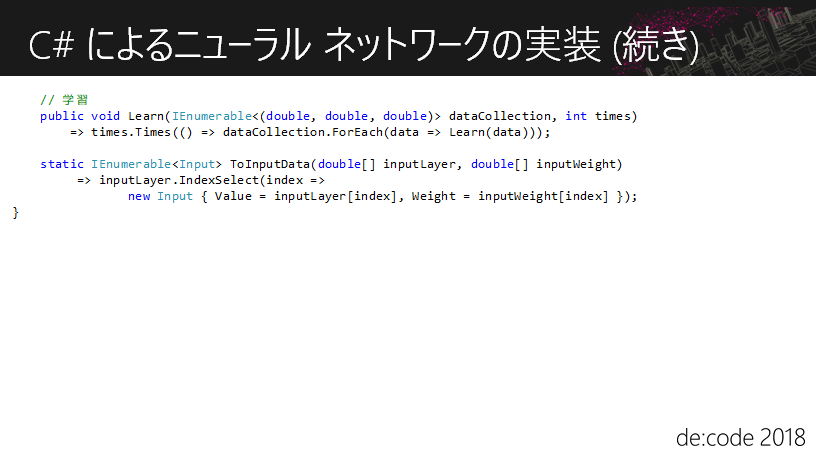 C# によるニューラル ネットワークの実装 (続き)
// 学習
public void Learn(IEnumerable<(double, double, double)> dataCollection, int times)
=> times.Times(() => dataCollection.ForEach(data => Learn(data)));
static IEnumerable<Input> ToInputData(double[] inputLayer, double[] inputWeight)
=> inputLayer.IndexSelect(index =>
new Input { Value = inputLayer[index], Weight = inputWeight[index] });
}
de:code 2018